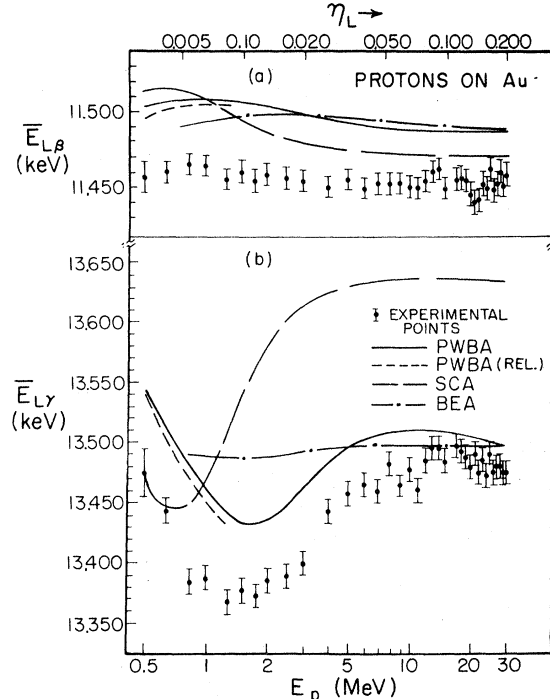 η_L →
0.005 0.10 0.020 0.050 0.100 0.200
(a) PROTONS ON Au
11,500
E̅_Lβ
(keV)
11,450
13,650
(b)
13,600
EXPERIMENTAL
POINTS
PWBA
PWBA (REL.)
SCA
BEA
13,550
E̅_Lγ
(keV)
13,500
13,450
13,400
13,350
0.5 1 2 5 10 20 30
E_p (MeV)